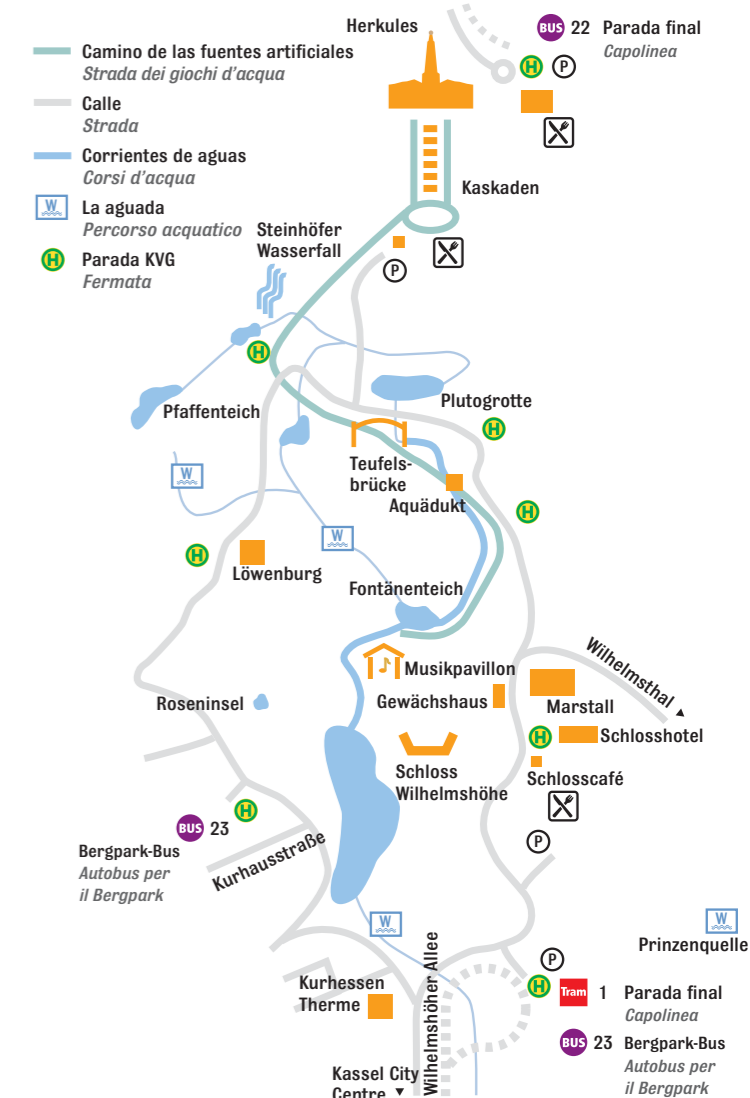 Camino de las fuentes artificiales
Strada dei giochi d'acqua
Calle
Strada
Corrientes de aguas
Corsi d'acqua
W
La aguada
Percorso acquatico
H
Parada KVG
Fermata
Herkules
BUS 22 Parada final
Capolinea
H P
Kaskaden
P
Steinhöfer
Wasserfall
H
Pfaffenteich
Plutogrotte
H
Teufels-
brücke
Aquädukt
W
H
W
H
Löwenburg
Fontänenteich
Musikpavillon
Wilhelmsthal
Gewächshaus
Marstall
Roseninsel
H
Schlosshotel
Schloss
Wilhelmshöhe
Schlosscafé
P
H
BUS 23
Bergpark-Bus
Autobus per
il Bergpark
Kurhausstraße
W
W
Prinzenquelle
Kurhessen
Therme
Wilhelmshöher Allee
P
H
Tram 1 Parada final
Capolinea
BUS 23 Bergpark-Bus
Autobus per
il Bergpark
Kassel City
Centre